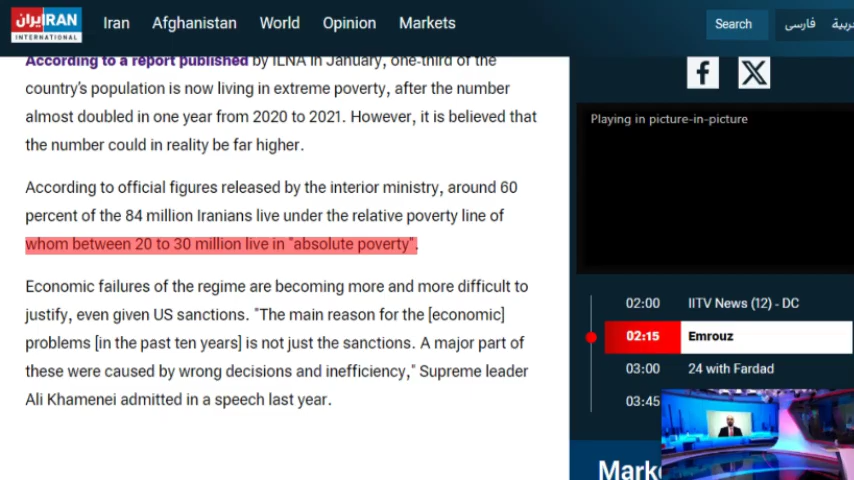 ایران IRAN
INTERNATIONAL
Iran Afghanistan World Opinion Markets
Search
فارسی
According to a report published by ILNA in January, one-third of the
country's population is now living in extreme poverty, after the number
almost doubled in one year from 2020 to 2021. However, it is believed that
the number could in reality be far higher.
According to official figures released by the interior ministry, around 60
percent of the 84 million Iranians live under the relative poverty line of
whom between 20 to 30 million live in "absolute poverty".
Economic failures of the regime are becoming more and more difficult to
justify, even given US sanctions. "The main reason for the [economic]
problems [in the past ten years] is not just the sanctions. A major part of
these were caused by wrong decisions and inefficiency," Supreme leader
Ali Khamenei admitted in a speech last year.
Playing in picture-in-picture
02:00 IITV News (12) - DC
02:15 Emrouz
03:00 24 with Fardad
03:45